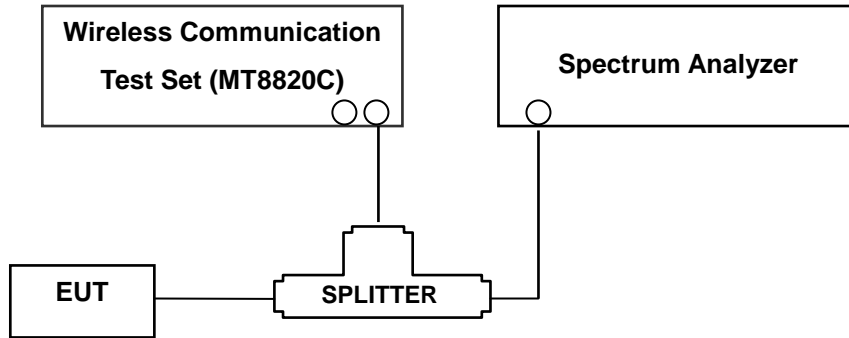 Wireless Communication
Test Set (MT8820C)
Spectrum Analyzer
EUT
SPLITTER